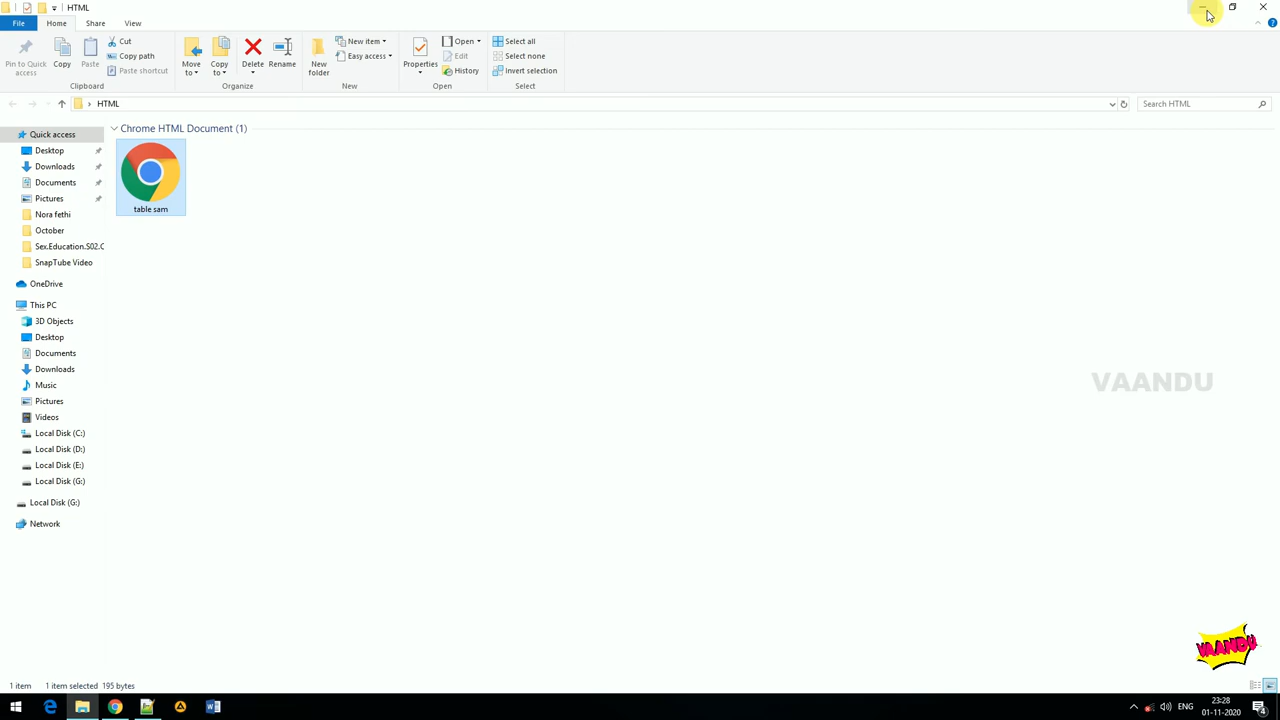 HTML
File Home Share View
Pin to Quick access
Copy
Paste
Cut
Copy path
Paste shortcut
Clipboard
Move to
Copy to
Delete
Rename
Organize
New folder
New item
Easy access
New
Properties
Open
Edit
History
Open
Select all
Select none
Invert selection
Select
HTML
Search HTML
Quick access
Desktop
Downloads
Documents
Pictures
Nora fethi
October
Sex.Education.S02.C
SnapTube Video
OneDrive
This PC
3D Objects
Desktop
Documents
Downloads
Music
Pictures
Videos
Local Disk (C:)
Local Disk (D:)
Local Disk (E:)
Local Disk (G:)
Local Disk (G:)
Network
Chrome HTML Document (1)
table sam
VAANDU
VAANDU
1 item 1 item selected 195 bytes
ENG
23:28
01-11-2020
4